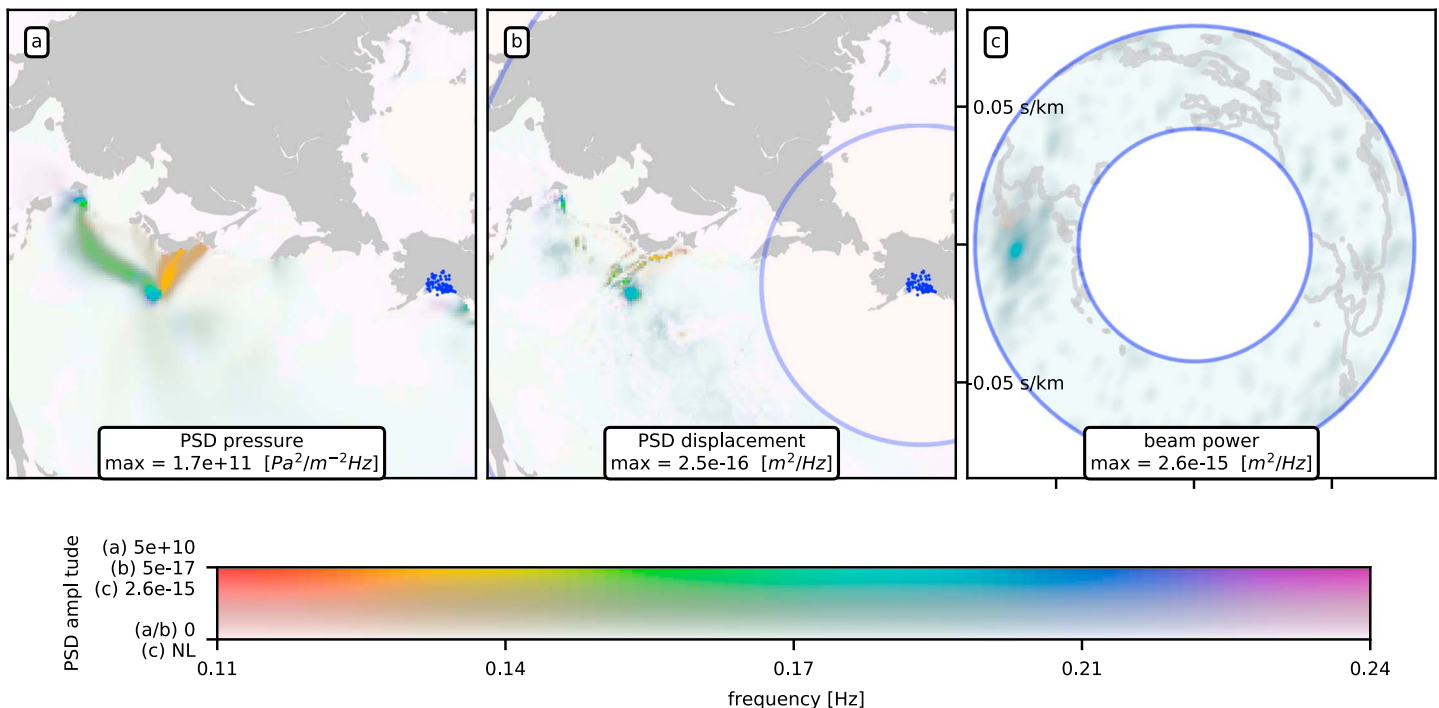 a
PSD pressure
max = 1.7e+11 [Pa²/m⁻²Hz]
b
PSD displacement
max = 2.5e-16 [m²/Hz]
c
0.05 s/km
-0.05 s/km
beam power
max = 2.6e-15 [m²/Hz]
PSD ampl tude
(a) 5e+10
(b) 5e-17
(c) 2.6e-15
(a/b) 0
(c) NL
0.11 0.14 0.17 0.21 0.24
frequency [Hz]